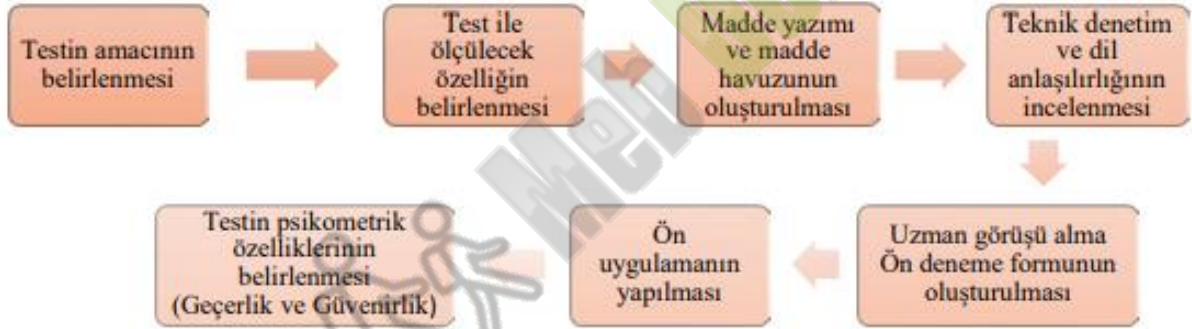 Testin amacının
belirlenmesi
Test ile
ölçülecek
özelliğin
belirlenmesi
Madde yazımı
ve madde
havuzunun
oluşturulması
Teknik denetim
ve dil
anlaşılırlığının
incelenmesi
Uzman görüşü alma
Ön deneme formunun
oluşturulması
Ön
uygulamanın
yapılması
Testin psikometrik
özelliklerinin
belirlenmesi
(Geçerlik ve Güvenirlik)